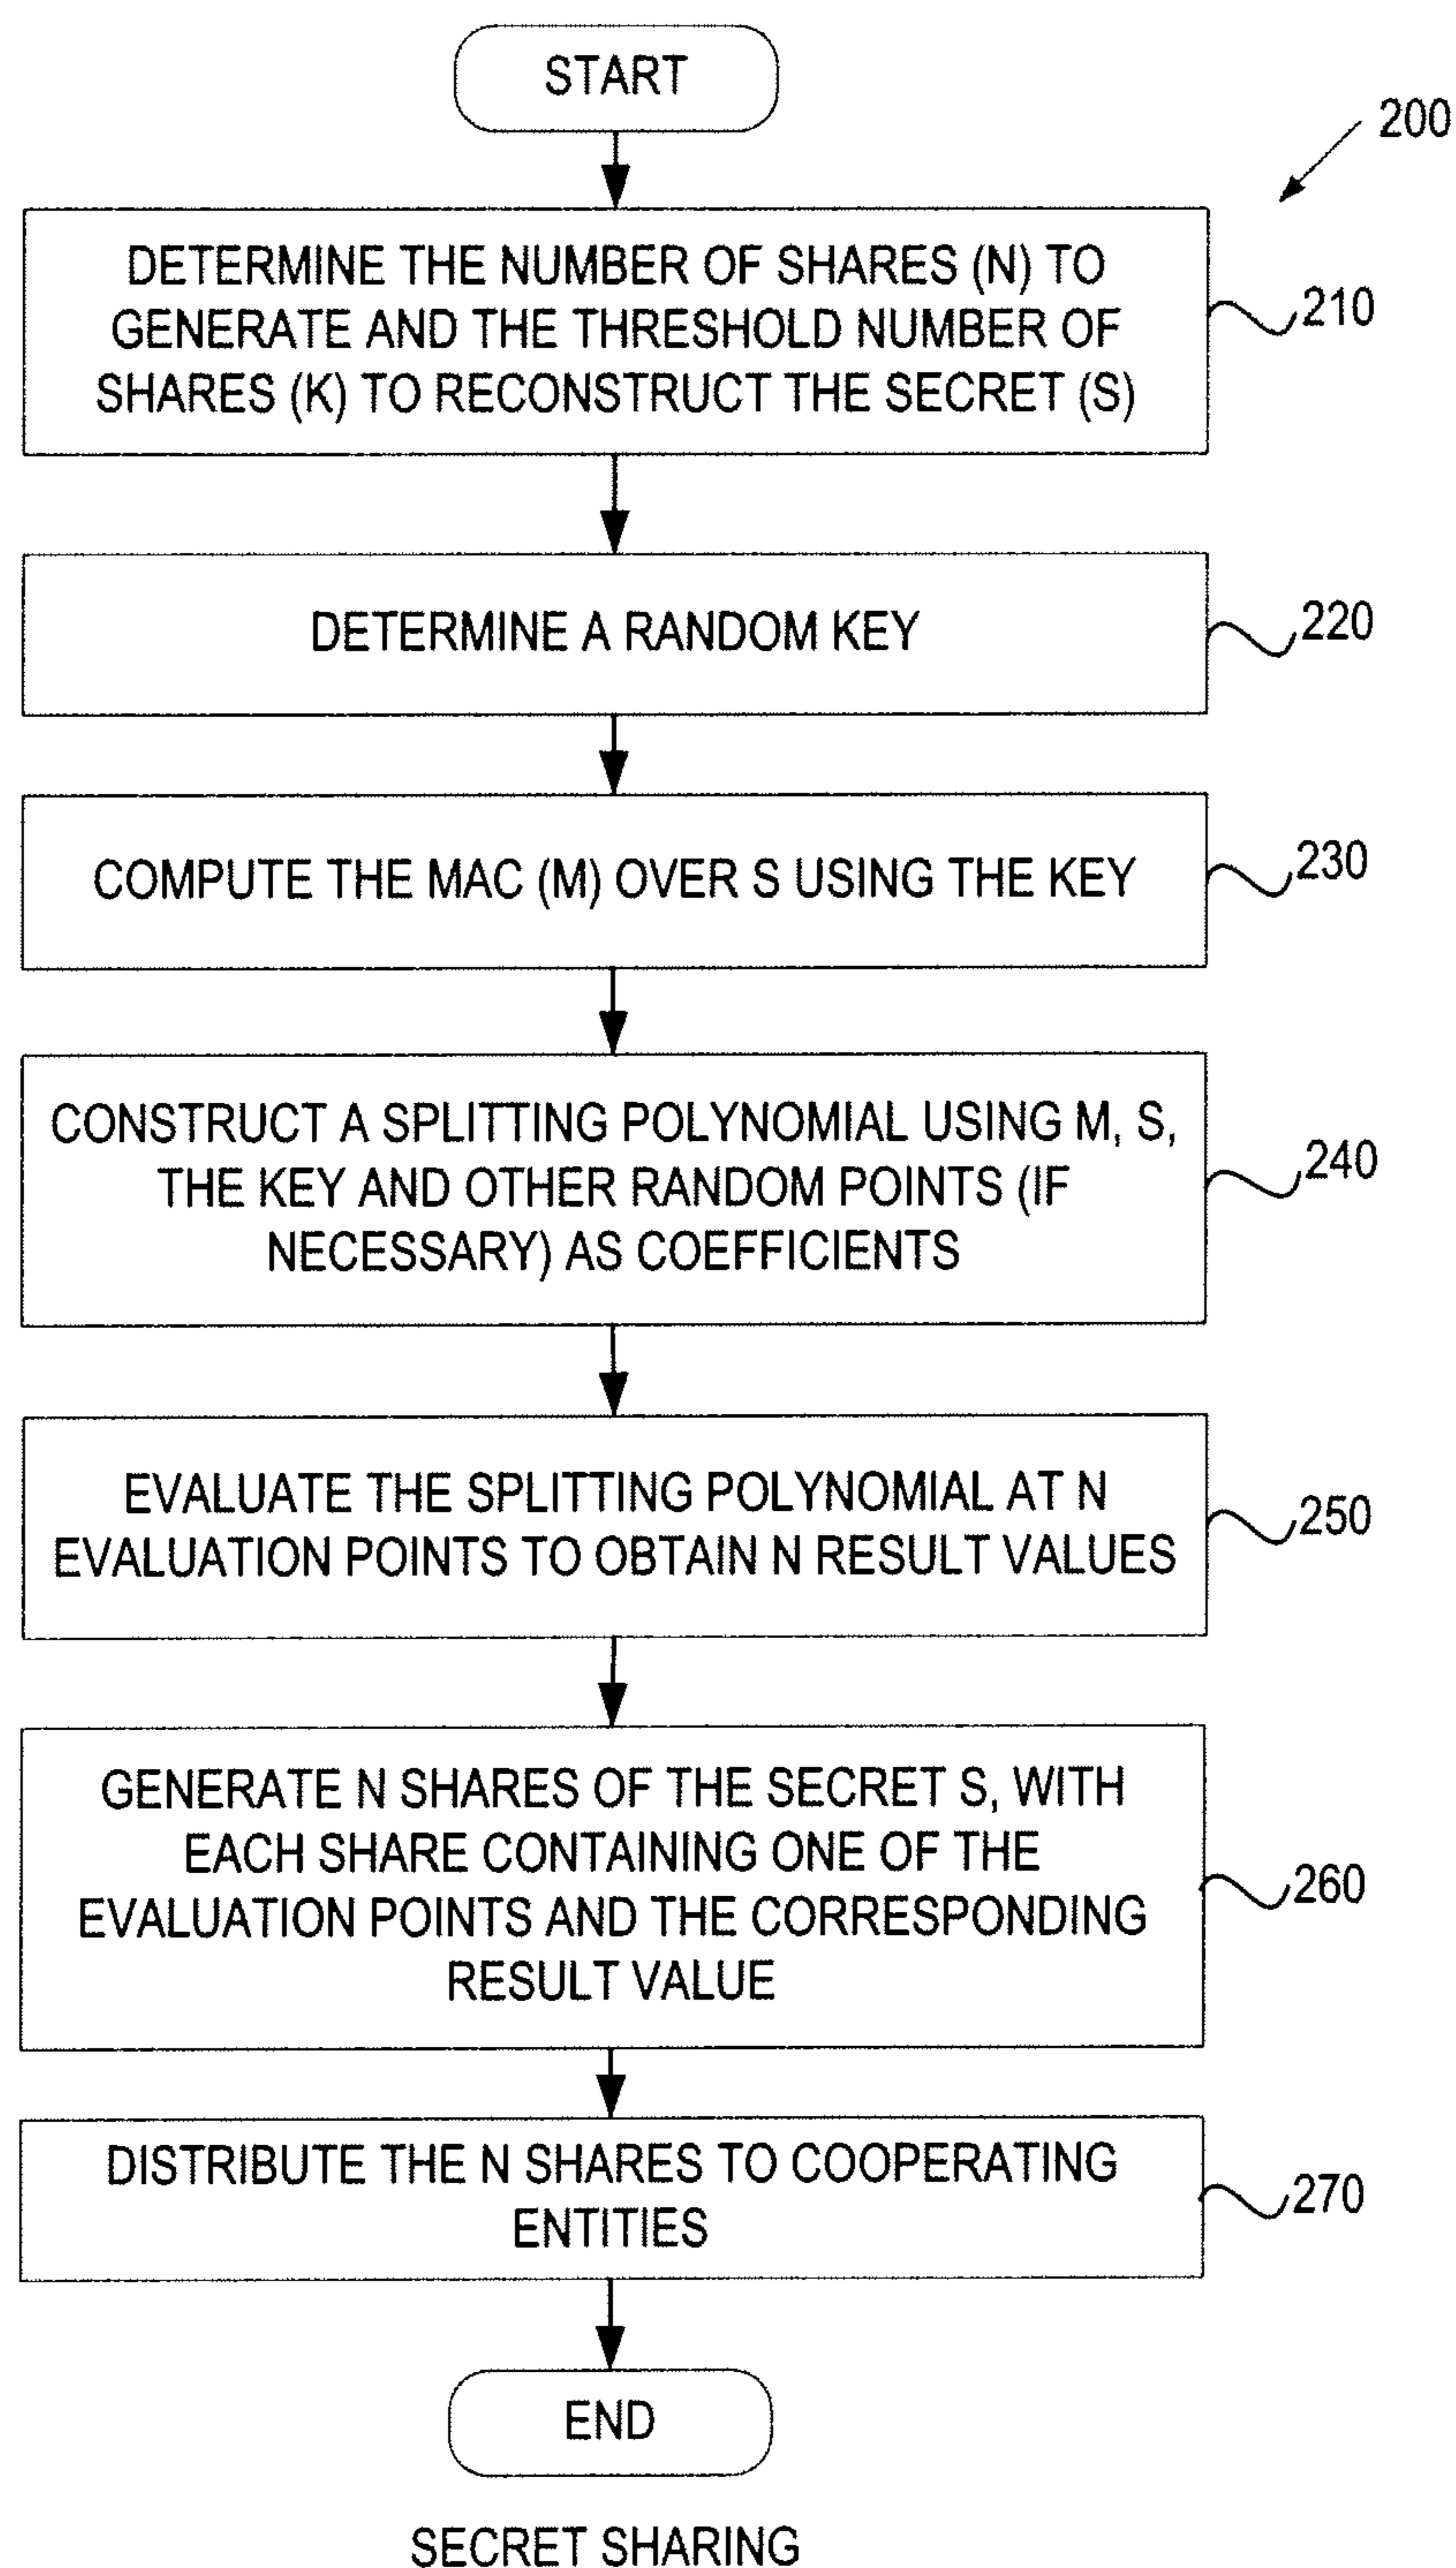 START
200
DETERMINE THE NUMBER OF SHARES (N) TO
GENERATE AND THE THRESHOLD NUMBER OF
SHARES (K) TO RECONSTRUCT THE SECRET (S)
210
DETERMINE A RANDOM KEY
220
COMPUTE THE MAC (M) OVER S USING THE KEY
230
CONSTRUCT A SPLITTING POLYNOMIAL USING M, S,
THE KEY AND OTHER RANDOM POINTS (IF
NECESSARY) AS COEFFICIENTS
240
EVALUATE THE SPLITTING POLYNOMIAL AT N
EVALUATION POINTS TO OBTAIN N RESULT VALUES
250
GENERATE N SHARES OF THE SECRET S, WITH
EACH SHARE CONTAINING ONE OF THE
EVALUATION POINTS AND THE CORRESPONDING
RESULT VALUE
260
DISTRIBUTE THE N SHARES TO COOPERATING
ENTITIES
270
END
SECRET SHARING